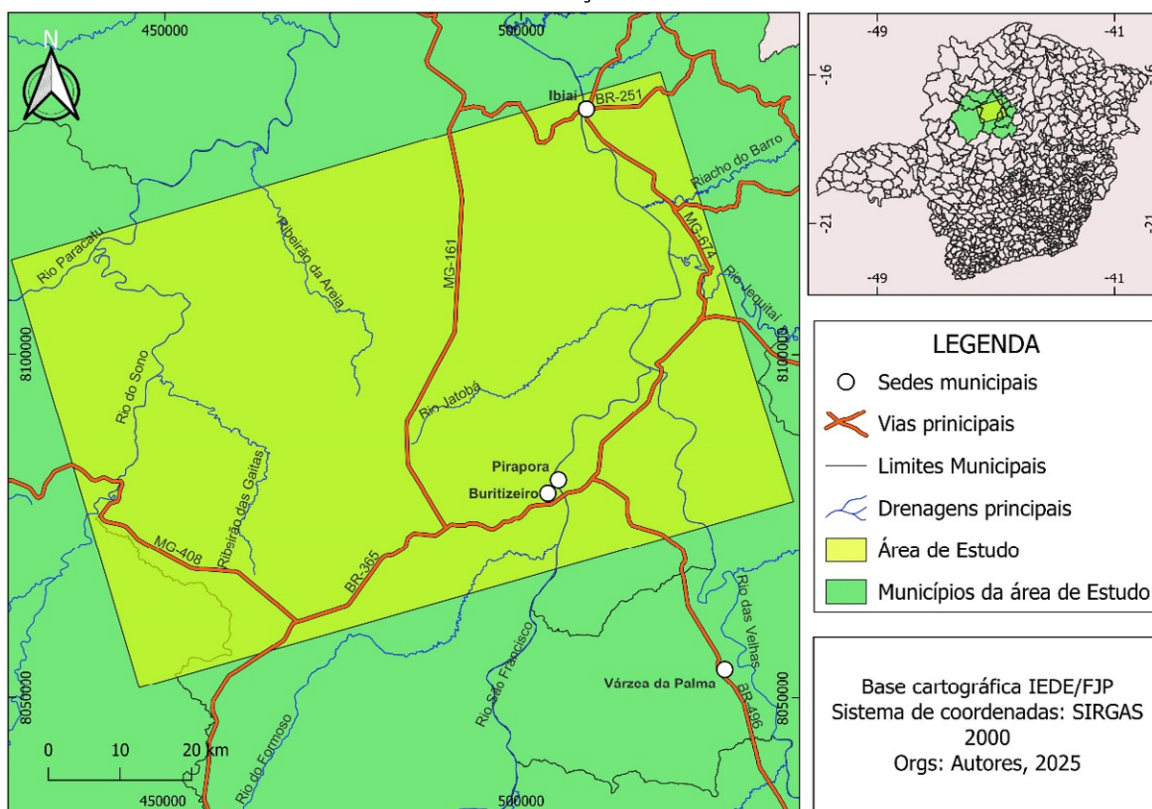 450000
500000
N
Ibiaí
BR-251
Riacho do Barro
MG-674
Rio Paracatu
Ribeirão da Areia
MG-161
Rio Jequitaí
8100000
8100000
Rio do Sono
Rio Jatobá
Pirapora
Buritizeiro
Ribeirão das Gaitas
MG-408
BR-365
Rio São Francisco
Rio das Velhas
Várzea da Palma
BR-496
8050000
8050000
Rio do Formoso
0 10 20 km
450000
500000
-49
-41
-16
-16
-21
-21
-49
-41
LEGENDA
Sedes municipais
Vias prinicipais
Limites Municipais
Drenagens principais
Área de Estudo
Municípios da área de Estudo
Base cartográfica IEDE/FJP
Sistema de coordenadas: SIRGAS
2000
Orgs: Autores, 2025